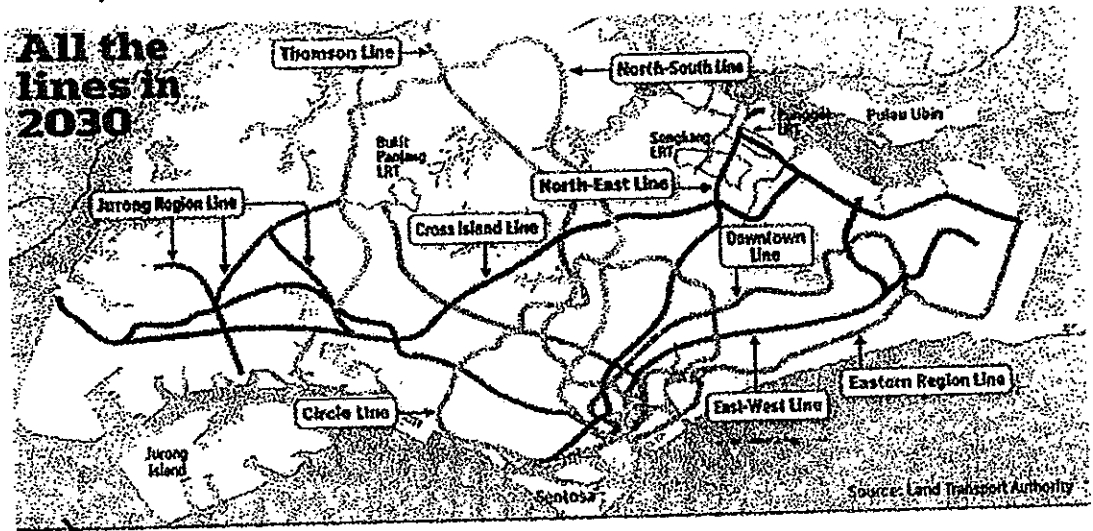 All the
lines in
2030
Thomson Line
North-South Line
Bukit
Panjang
LRT
Sengkang
LRT
Punggol
LRT
Pulau Ubin
North-East Line
Jurong Region Line
Cross Island Line
Downtown
Line
Eastern Region Line
East-West Line
Circle Line
Jurong
Island
Sentosa
Source: Land Transport Authority